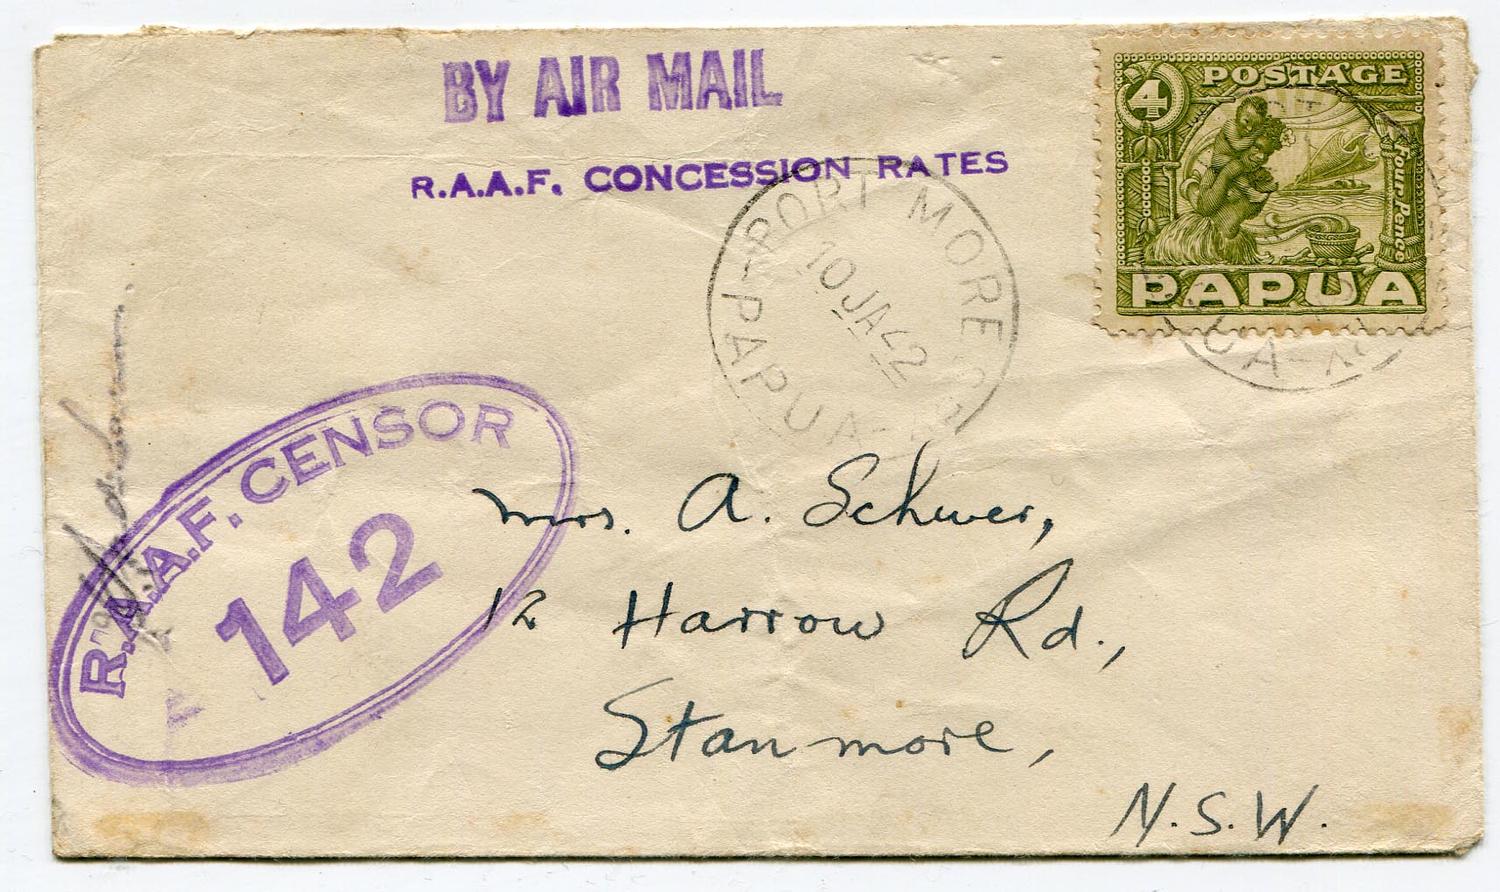 BY AIR MAIL
R.A.A.F. CONCESSION RATES
POSTAGE
4
Four Pence
PAPUA
PORT MORESBY
10 JA 42
PAPUA
R.A.A.F. CENSOR
142
Mrs. A. Schwer,
12 Harrow Rd.,
Stanmore,
N.S.W.